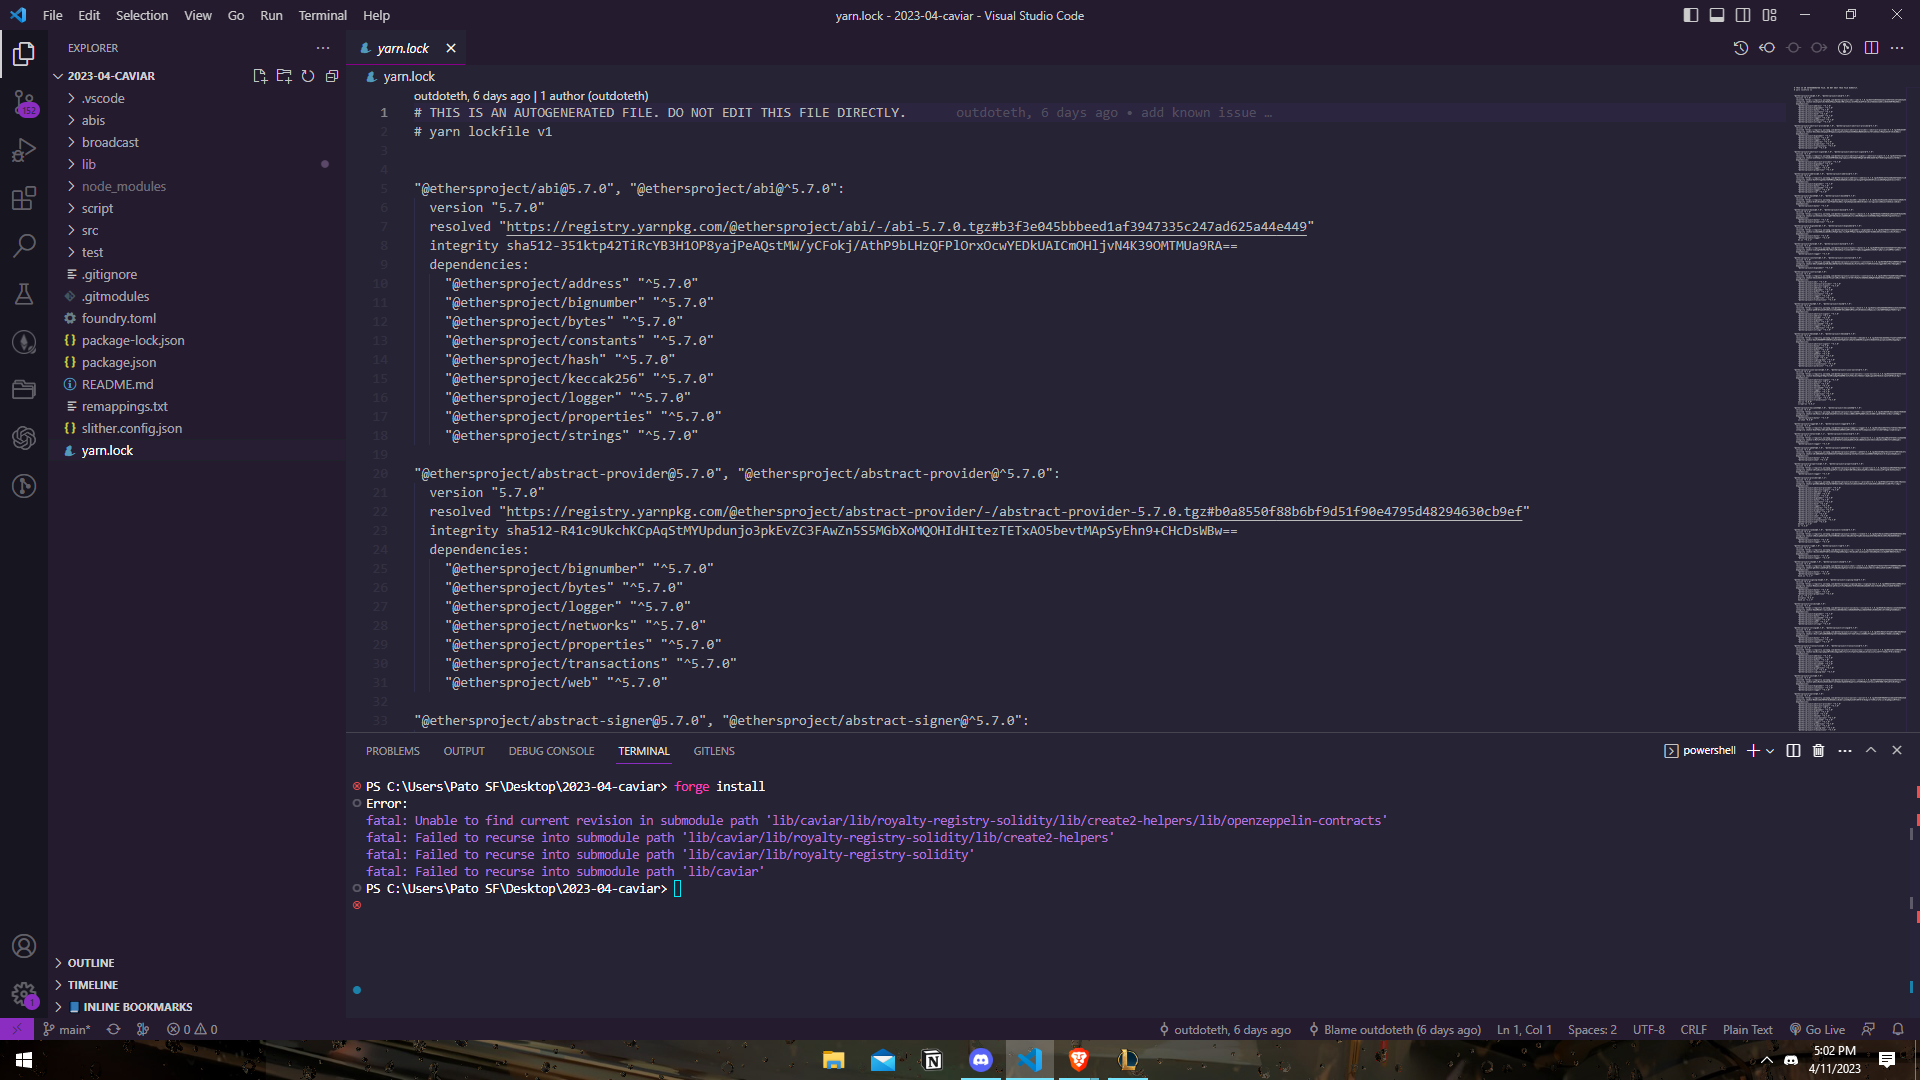 File Edit Selection View Go Run Terminal Help
yarn.lock - 2023-04-caviar - Visual Studio Code
EXPLORER
yarn.lock
2023-04-CAVIAR
.vscode
abis
broadcast
lib
node_modules
script
src
test
.gitignore
.gitmodules
foundry.toml
package-lock.json
package.json
README.md
remappings.txt
slither.config.json
yarn.lock
OUTLINE
TIMELINE
INLINE BOOKMARKS
152
1
yarn.lock
outdoteth, 6 days ago | 1 author (outdoteth)
1 # THIS IS AN AUTOGENERATED FILE. DO NOT EDIT THIS FILE DIRECTLY. outdoteth, 6 days ago • add known issue …
2 # yarn lockfile v1
3
4
5 "@ethersproject/abi@5.7.0", "@ethersproject/abi@^5.7.0":
6 version "5.7.0"
7 resolved "https://registry.yarnpkg.com/@ethersproject/abi/-/abi-5.7.0.tgz#b3f3e045bbbeed1af3947335c247ad625a44e449"
8 integrity sha512-351ktp42TiRcYB3H1OP8yajPeAQstMW/yCFokj/AthP9bLHzQFPlOrxOcwYEDkUAICmOHljvN4K39OMTMUa9RA==
9 dependencies:
10 "@ethersproject/address" "^5.7.0"
11 "@ethersproject/bignumber" "^5.7.0"
12 "@ethersproject/bytes" "^5.7.0"
13 "@ethersproject/constants" "^5.7.0"
14 "@ethersproject/hash" "^5.7.0"
15 "@ethersproject/keccak256" "^5.7.0"
16 "@ethersproject/logger" "^5.7.0"
17 "@ethersproject/properties" "^5.7.0"
18 "@ethersproject/strings" "^5.7.0"
19
20 "@ethersproject/abstract-provider@5.7.0", "@ethersproject/abstract-provider@^5.7.0":
21 version "5.7.0"
22 resolved "https://registry.yarnpkg.com/@ethersproject/abstract-provider/-/abstract-provider-5.7.0.tgz#b0a8550f88b6bf9d51f90e4795d48294630cb9ef"
23 integrity sha512-R41c9UkchKCpAqStMYUpdunjo3pkEvZC3FAwZn5S5MGbXoMQOHIdHItezTETxAO5bevtMApSyEhn9+CHcDsWBw==
24 dependencies:
25 "@ethersproject/bignumber" "^5.7.0"
26 "@ethersproject/bytes" "^5.7.0"
27 "@ethersproject/logger" "^5.7.0"
28 "@ethersproject/networks" "^5.7.0"
29 "@ethersproject/properties" "^5.7.0"
30 "@ethersproject/transactions" "^5.7.0"
31 "@ethersproject/web" "^5.7.0"
32
33 "@ethersproject/abstract-signer@5.7.0", "@ethersproject/abstract-signer@^5.7.0":
PROBLEMS OUTPUT DEBUG CONSOLE TERMINAL GITLENS
powershell
PS C:\Users\Pato SF\Desktop\2023-04-caviar> forge install
Error:
fatal: Unable to find current revision in submodule path 'lib/caviar/lib/royalty-registry-solidity/lib/create2-helpers/lib/openzeppelin-contracts'
fatal: Failed to recurse into submodule path 'lib/caviar/lib/royalty-registry-solidity/lib/create2-helpers'
fatal: Failed to recurse into submodule path 'lib/caviar/lib/royalty-registry-solidity'
fatal: Failed to recurse into submodule path 'lib/caviar'
PS C:\Users\Pato SF\Desktop\2023-04-caviar>
main* 0 0 outdoteth, 6 days ago Blame outdoteth (6 days ago) Ln 1, Col 1 Spaces: 2 UTF-8 CRLF Plain Text Go Live
5:02 PM
4/11/2023